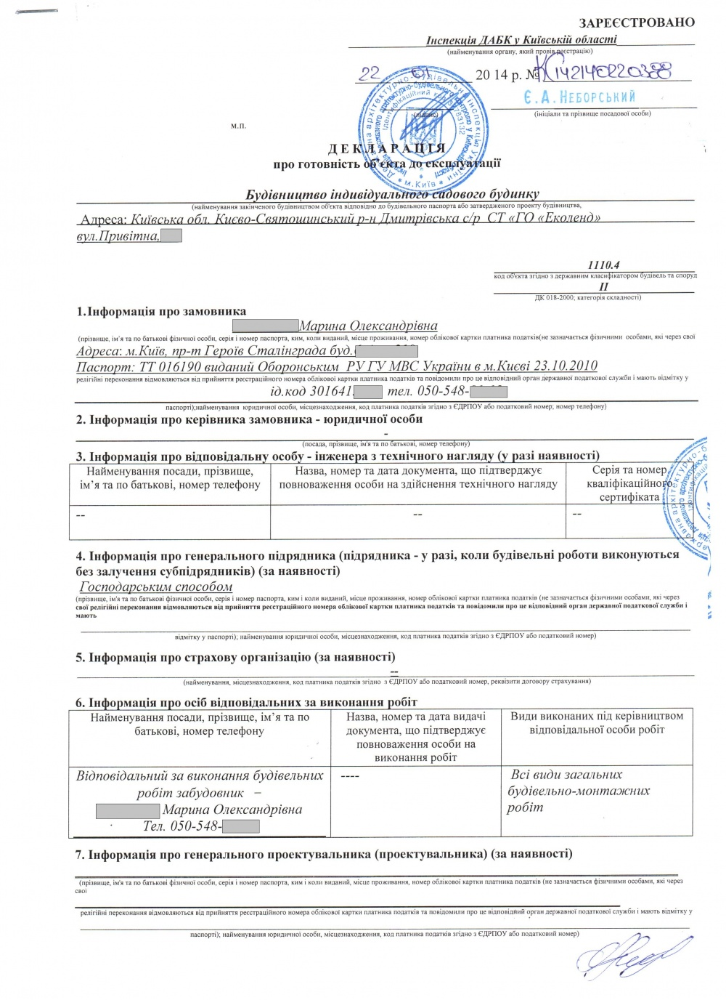 ЗАРЕЄСТРОВАНО
Інспекція ДАБК у Київській області
(найменування органу, який провів реєстрацію)
22 01 2014 р. № КС142140220388
Є.А.НЕБОРСЬКИЙ
(підпис) (ініціали та прізвище посадової особи)
м.п.
ДЕКЛАРАЦІЯ
про готовність об'єкта до експлуатації
Будівництво індивідуального садового будинку
(найменування закінченого будівництвом об'єкта відповідно до будівельного паспорта або затвердженого проекту будівництва,
Адреса: Київська обл. Києво-Святошинський р-н Дмитрівська с/р СТ «ГО «Еколенд»
вул.Привітна,
1110.4
код об'єкта згідно з державним класифікатором будівель та споруд
II
ДК 018-2000; категорія складності)
1.Інформація про замовника
Марина Олександрівна
(прізвище, ім'я та по батькові фізичної особи, серія і номер паспорта, ким, коли виданий, місце проживання, номер облікової картки платника податків(не зазначається фізичними особами, які через свої
Адреса: м.Київ, пр-т Героїв Сталінграда буд.
Паспорт: ТТ 016190 виданий Оборонським РУ ГУ МВС України в м.Києві 23.10.2010
релігійні переконання відмовляються від прийняття реєстраційного номера облікової картки платника податків та повідомили про це відповідний орган державної податкової служби і мають відмітку у
ід.код 301641 тел. 050-548-
паспорті);найменування юридичної особи, місцезнаходження, код платника податків згідно з ЄДРПОУ або податковий номер; номер телефону)
2. Інформація про керівника замовника - юридичної особи
-
(посада, прізвище, ім'я та по батькові, номер телефону)
3. Інформація про відповідальну особу - інженера з технічного нагляду (у разі наявності)
Найменування посади, прізвище, ім'я та по батькові, номер телефону
Назва, номер та дата документа, що підтверджує повноваження особи на здійснення технічного нагляду
Серія та номер кваліфікаційного сертифіката
-- -- --
4. Інформація про генерального підрядника (підрядника - у разі, коли будівельні роботи виконуються
без залучення субпідрядників) (за наявності)
Господарським способом
(прізвище, ім'я та по батькові фізичної особи, серія і номер паспорта, ким і коли виданий, місце проживання, номер облікової картки платника податків (не зазначається фізичними особами, які через
свої релігійні переконання відмовляються від прийняття реєстраційного номера облікової картки платника податків та повідомили про це відповідний орган державної податкової служби і
мають
відмітку у паспорті); найменування юридичної особи, місцезнаходження, код платника податків згідно з ЄДРПОУ або податковий номер)
5. Інформація про страхову організацію (за наявності)
--
(найменування, місцезнаходження, код платника податків згідно з ЄДРПОУ або податковий номер, реквізити договору страхування)
6. Інформація про осіб відповідальних за виконання робіт
Найменування посади, прізвище, ім'я та по батькові, номер телефону
Назва, номер та дата видачі документа, що підтверджує повноваження особи на виконання робіт
Види виконаних під керівництвом відповідальної особи робіт
Відповідальний за виконання будівельних
робіт забудовник –
Марина Олександрівна
Тел. 050-548-
----
Всі види загальних
будівельно-монтажних
робіт
7. Інформація про генерального проектувальника (проектувальника) (за наявності)
(прізвище, ім'я та по батькові фізичної особи, серія і номер паспорта, ким і коли виданий, місце проживання, номер облікової картки платника податків (не зазначається фізичними особами, які через
свої
релігійні переконання відмовляються від прийняття реєстраційного номера облікової картки платника податків та повідомили про це відповідний орган державної податкової служби і мають відмітку у
паспорті); найменування юридичної особи, місцезнаходження, код платника податків згідно з ЄДРПОУ або податковий номер)